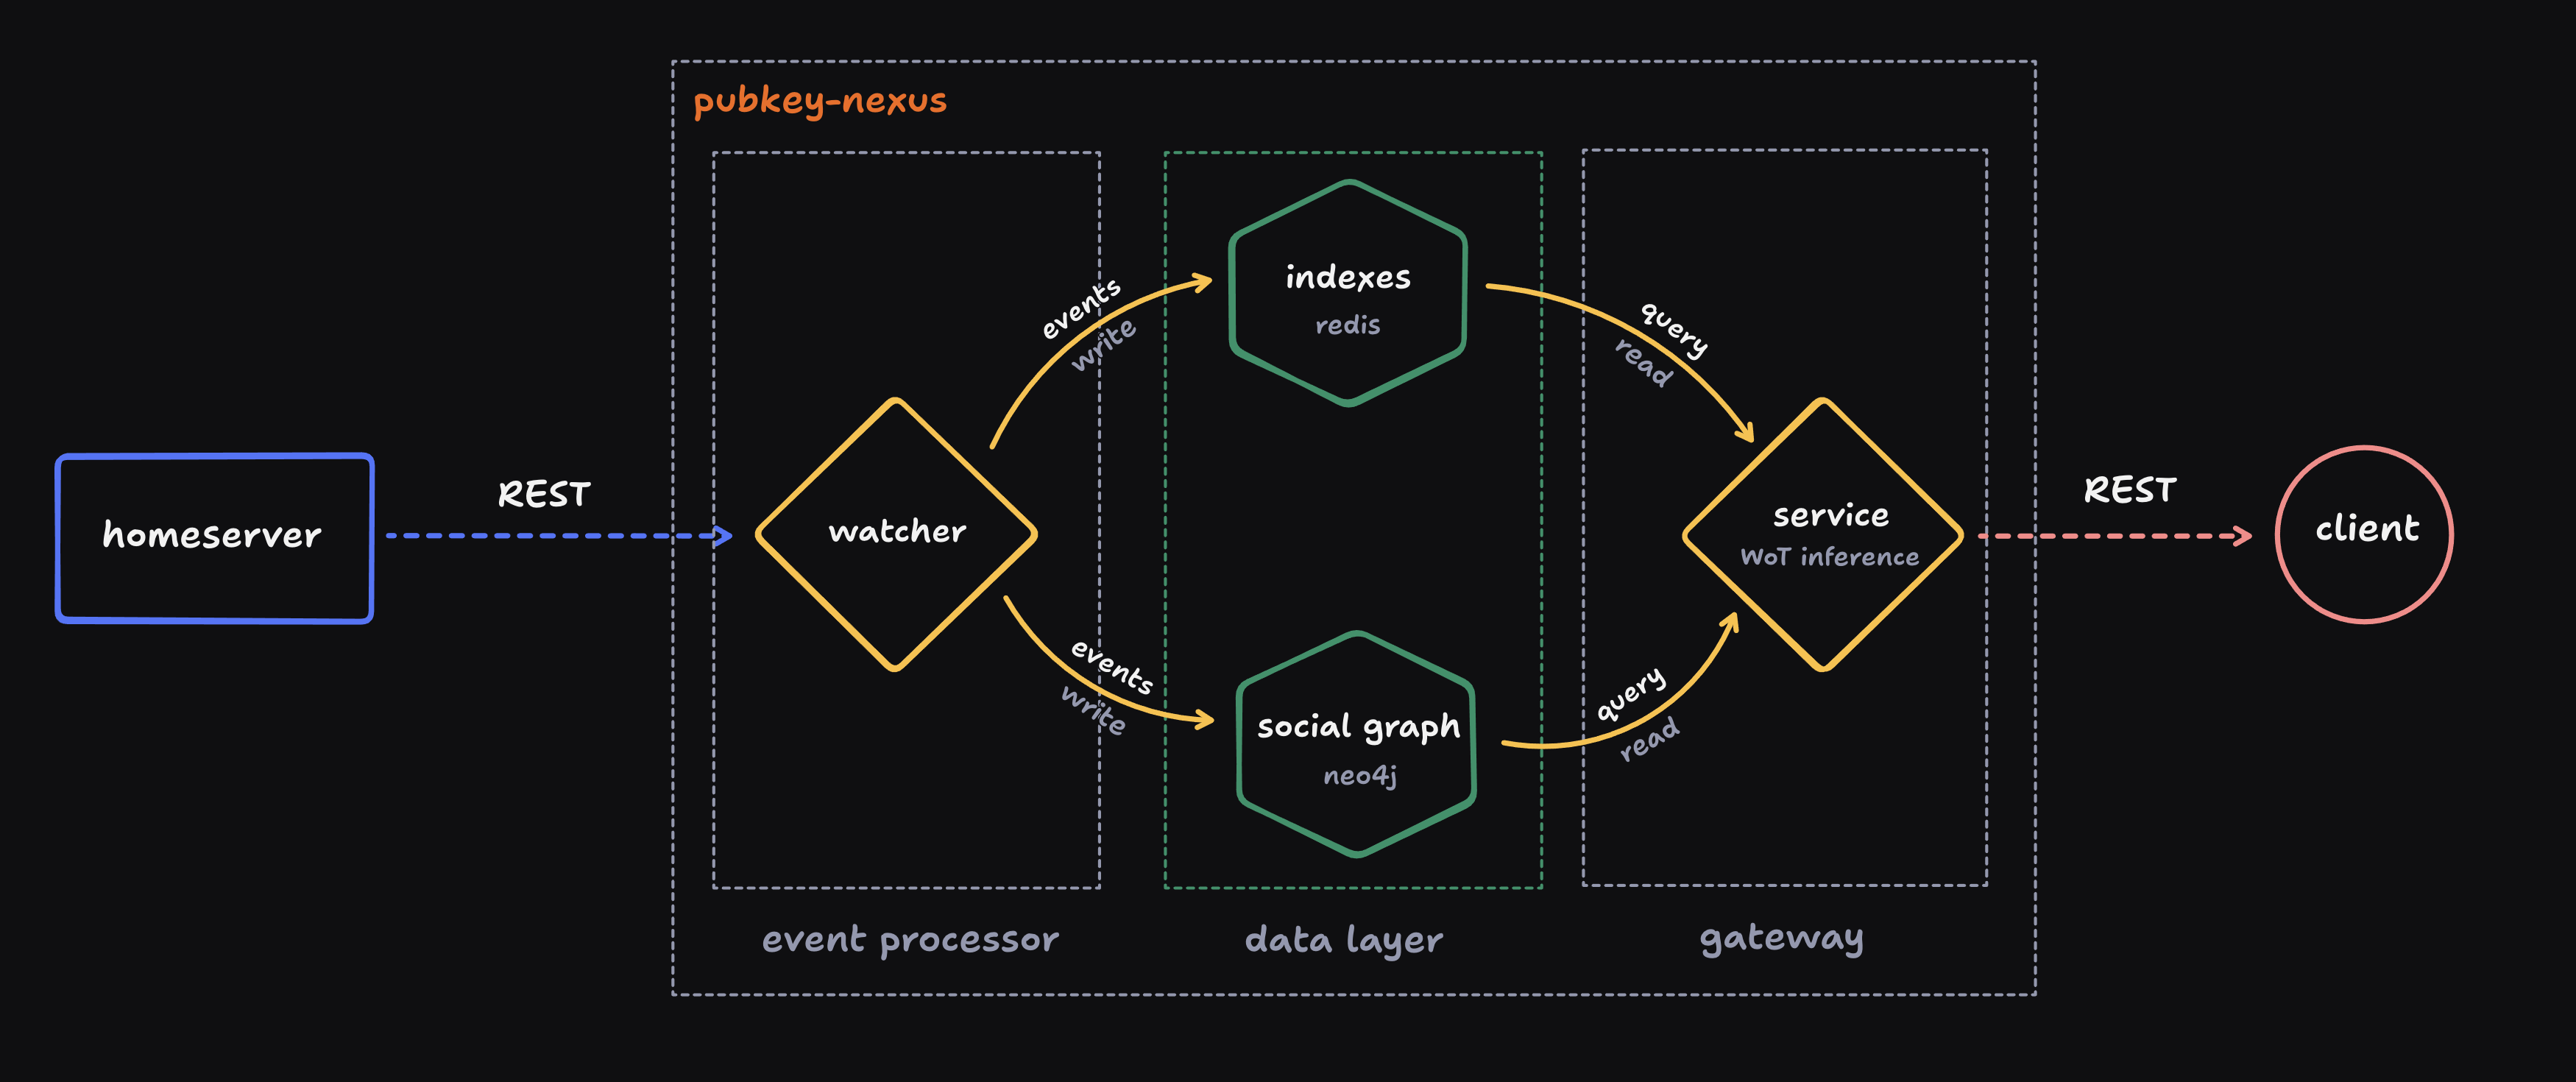 pubkey-nexus
homeserver
REST
watcher
events
write
events
write
indexes
redis
social graph
neo4j
query
read
query
read
service
WoT inference
REST
client
event processor
data layer
gateway